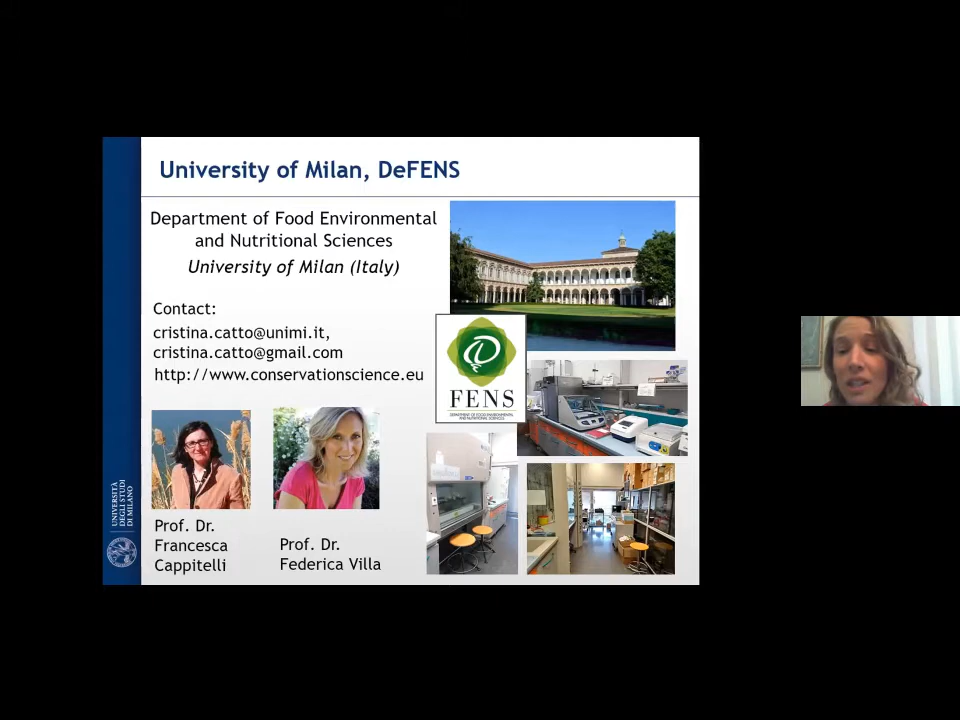 University of Milan, DeFENS
Department of Food Environmental
and Nutritional Sciences
University of Milan (Italy)
Contact:
cristina.catto@unimi.it,
cristina.catto@gmail.com
http://www.conservationscience.eu
FENS
DEPARTMENT OF FOOD, ENVIRONMENTAL
AND NUTRITIONAL SCIENCES
Prof. Dr.
Francesca
Cappitelli
Prof. Dr.
Federica Villa
UNIVERSITÀ
DEGLI STUDI
DI MILANO